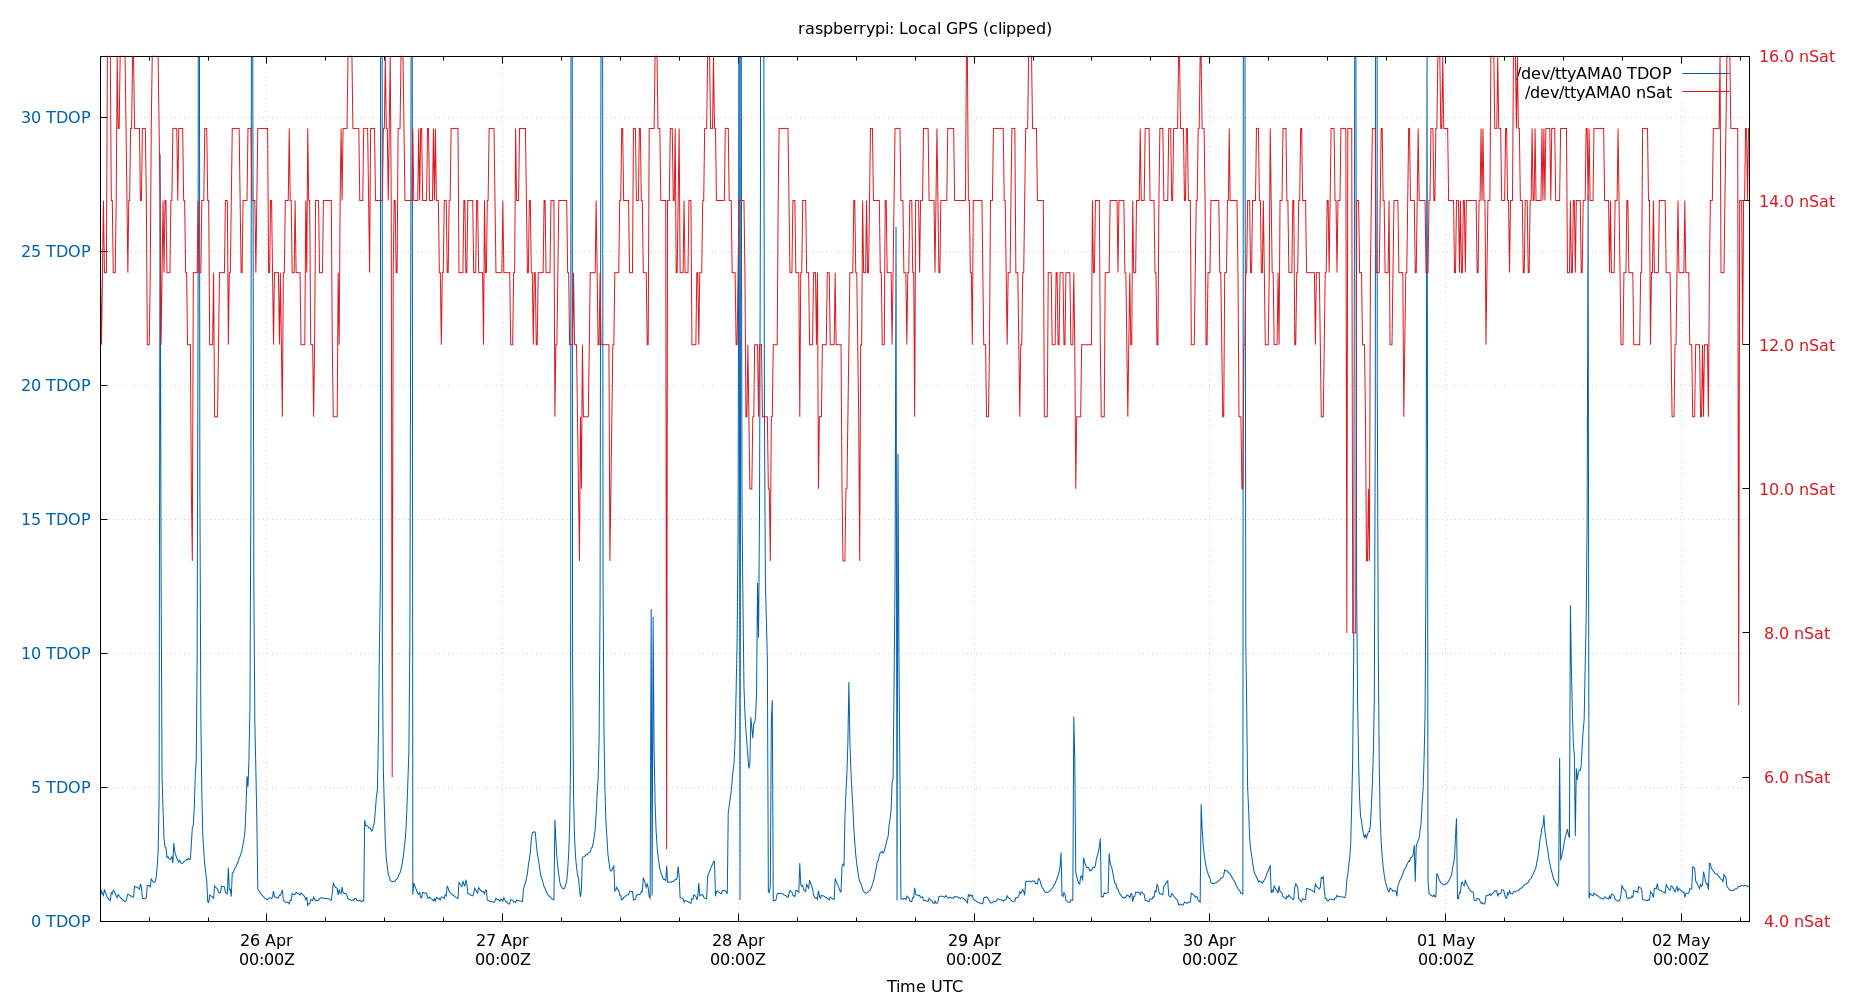 raspberrypi: Local GPS (clipped)
16.0 nSat
/dev/ttyAMA0 TDOP
/dev/ttyAMA0 nSat
30 TDOP
14.0 nSat
25 TDOP
12.0 nSat
20 TDOP
10.0 nSat
15 TDOP
8.0 nSat
10 TDOP
6.0 nSat
5 TDOP
4.0 nSat
0 TDOP
26 Apr 27 Apr 28 Apr 29 Apr 30 Apr 01 May 02 May
00:00Z 00:00Z 00:00Z 00:00Z 00:00Z 00:00Z 00:00Z
Time UTC